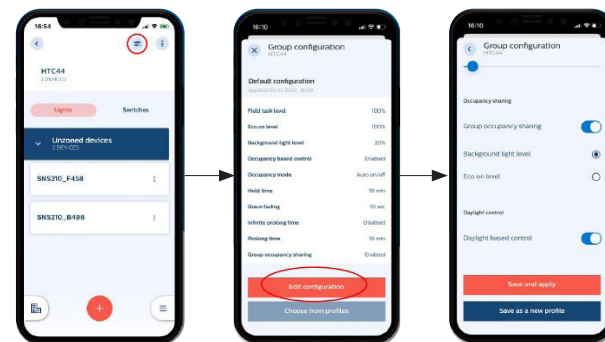 16:54
HTC44
2 DEVICES
Lights
Switches
Unzoned devices
2 DEVICES
SNS210_F458
SNS210_B498
16:10
Group configuration
HTC44
Default configuration
Field task level 100%
Eco on level 100%
Background light level 20%
Occupancy based control Enabled
Occupancy mode Auto on/off
Hold time 10 min
Grace fading 10 sec
Infinite prolong time Disabled
Prolong time 10 min
Group occupancy sharing Enabled
Edit configuration
Choose from profiles
16:10
Group configuration
HTC44
Occupancy sharing
Group occupancy sharing
Background light level
Eco on level
Daylight control
Daylight based control
Save and apply
Save as a new profile